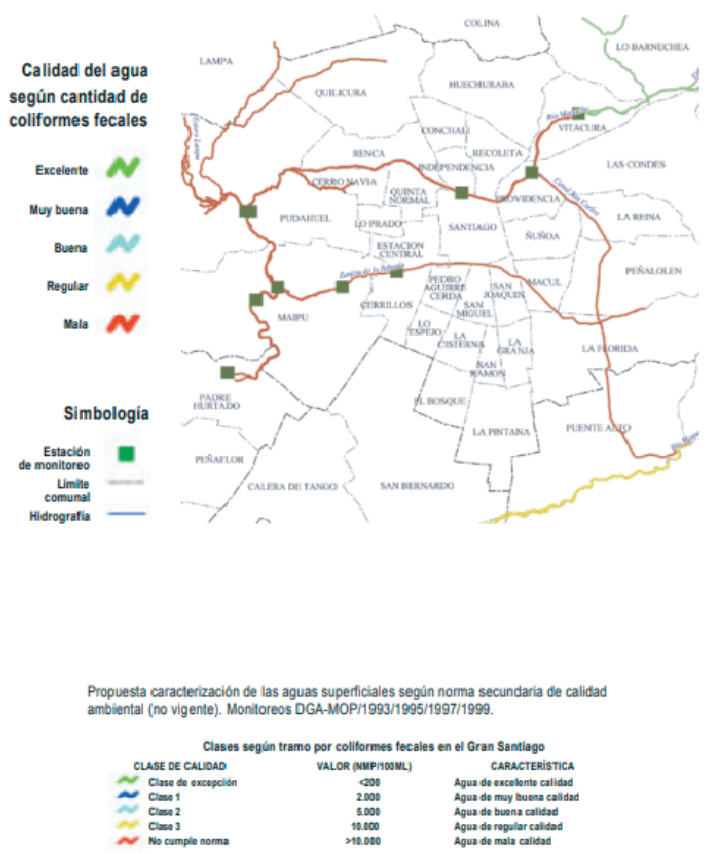 Calidad del agua
según cantidad de
coliformes fecales
Excelente
Muy buena
Buena
Regular
Mala
Simbología
Estación
de monitoreo
Límite
comunal
Hidrografía
COLINA
LAMPA
LO BARNECHEA
QUILICURA
HUECHURABA
VITACURA
CONCHALI
RENCA
RECOLETA
INDEPENDENCIA
LAS CONDES
CERRO NAVIA
QUINTA
NORMAL
PROVIDENCIA
Canal San Carlos
PUDAHUEL
LO PRADO
SANTIAGO
LA REINA
ÑUÑOA
ESTACION
CENTRAL
Zanjón de la Aguada
PEÑALOLEN
PEDRO
AGUIRRE
CERDA
SAN
JOAQUIN
MACUL
CERRILLOS
MAIPU
SAN
MIGUEL
LO
ESPEJO
LA
CISTERNA
LA
GRANJA
LA FLORIDA
SAN
RAMON
PADRE
HURTADO
EL BOSQUE
LA PINTANA
PUENTE ALTO
PEÑAFLOR
CALERA DE TANGO
SAN BERNARDO
Propuesta caracterización de las aguas superficiales según norma secundaria de calidad
ambiental (no vigente). Monitoreos DGA-MOP/1993/1995/1997/1999.
Clases según tramo por coliformes fecales en el Gran Santiago
CLASE DE CALIDAD VALOR (NMP/100ML) CARACTERÍSTICA
Clase de excepción <200 Agua de excelente calidad
Clase 1 2.000 Agua de muy buena calidad
Clase 2 5.000 Agua de buena calidad
Clase 3 10.000 Agua de regular calidad
No cumple norma >10.000 Agua de mala calidad